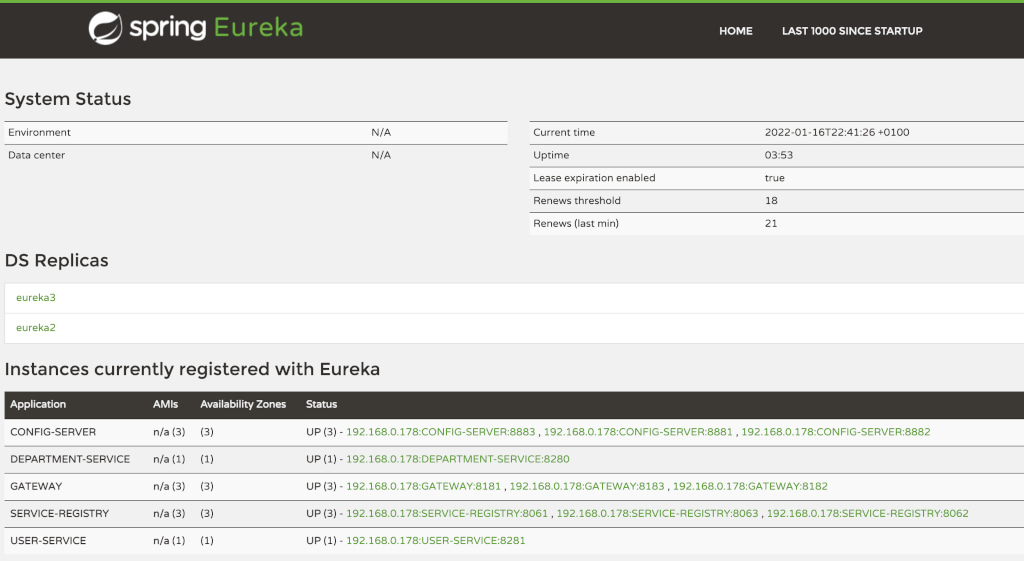 spring Eureka HOME LAST 1000 SINCE STARTUP
System Status
Environment N/A
Data center N/A
Current time 2022-01-16T22:41:26 +0100
Uptime 03:53
Lease expiration enabled true
Renews threshold 18
Renews (last min) 21
DS Replicas
eureka3
eureka2
Instances currently registered with Eureka
Application AMIs Availability Zones Status
CONFIG-SERVER n/a (3) (3) UP (3) - 192.168.0.178:CONFIG-SERVER:8883 , 192.168.0.178:CONFIG-SERVER:8881 , 192.168.0.178:CONFIG-SERVER:8882
DEPARTMENT-SERVICE n/a (1) (1) UP (1) - 192.168.0.178:DEPARTMENT-SERVICE:8280
GATEWAY n/a (3) (3) UP (3) - 192.168.0.178:GATEWAY:8181 , 192.168.0.178:GATEWAY:8183 , 192.168.0.178:GATEWAY:8182
SERVICE-REGISTRY n/a (3) (3) UP (3) - 192.168.0.178:SERVICE-REGISTRY:8061 , 192.168.0.178:SERVICE-REGISTRY:8063 , 192.168.0.178:SERVICE-REGISTRY:8062
USER-SERVICE n/a (1) (1) UP (1) - 192.168.0.178:USER-SERVICE:8281